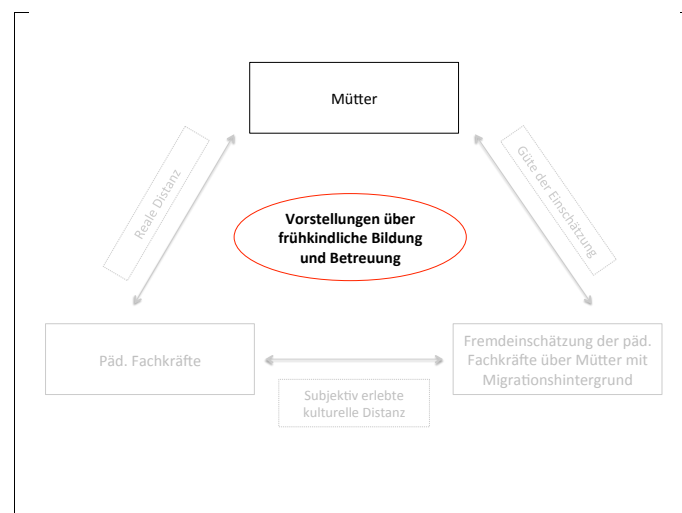 Mütter
Reale Distanz
Güte der Einschätzung
Vorstellungen über
frühkindliche Bildung
und Betreuung
Päd. Fachkräfte
Fremdeinschätzung der päd.
Fachkräfte über Mütter mit
Migrationshintergrund
Subjektiv erlebte
kulturelle Distanz